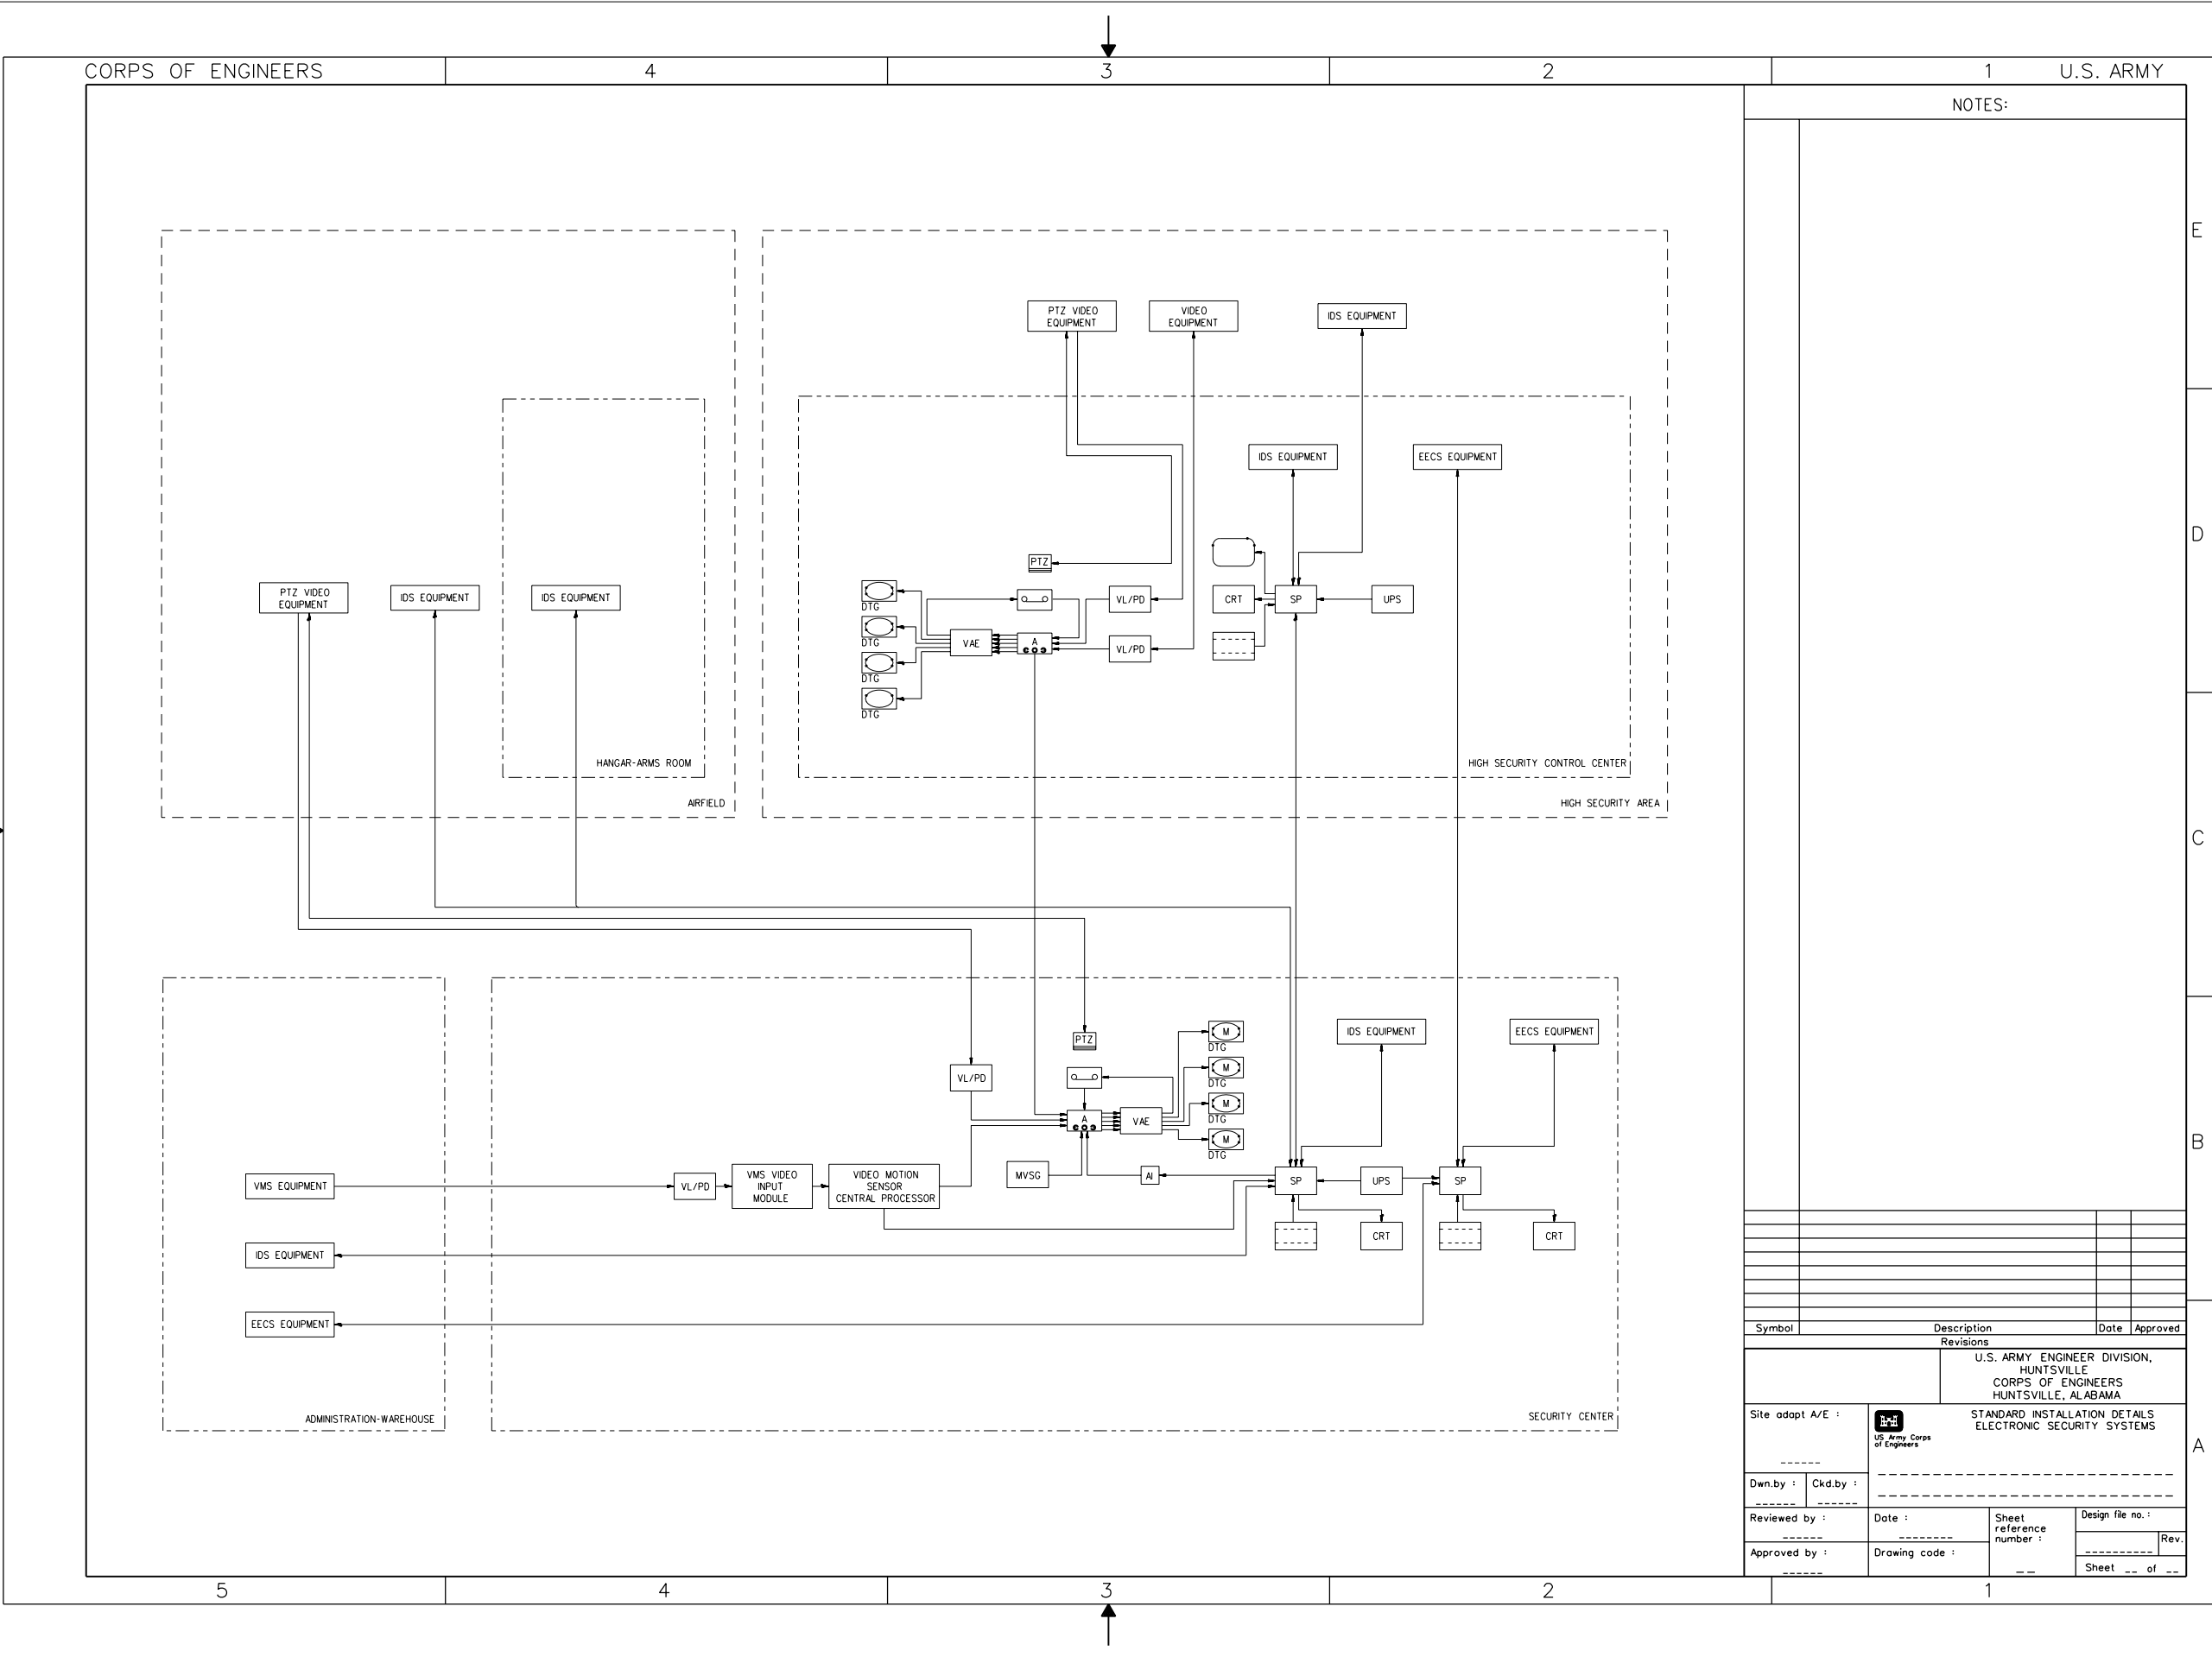 CORPS OF ENGINEERS
4
3
2
1
U.S. ARMY
NOTES:
E
D
C
B
A
PTZ VIDEO
EQUIPMENT
VIDEO
EQUIPMENT
IDS EQUIPMENT
IDS EQUIPMENT
EECS EQUIPMENT
PTZ
PTZ VIDEO
EQUIPMENT
IDS EQUIPMENT
IDS EQUIPMENT
DTG
DTG
DTG
DTG
VAE
A
VL/PD
VL/PD
CRT
SP
UPS
HANGAR-ARMS ROOM
AIRFIELD
HIGH SECURITY CONTROL CENTER
HIGH SECURITY AREA
PTZ
VL/PD
A
VAE
M
DTG
M
DTG
M
DTG
M
DTG
IDS EQUIPMENT
EECS EQUIPMENT
VMS EQUIPMENT
VL/PD
VMS VIDEO
INPUT
MODULE
VIDEO MOTION
SENSOR
CENTRAL PROCESSOR
MVSG
AI
SP
UPS
SP
CRT
CRT
IDS EQUIPMENT
EECS EQUIPMENT
ADMINISTRATION-WAREHOUSE
SECURITY CENTER
Symbol
Description
Date
Approved
Revisions
U.S. ARMY ENGINEER DIVISION,
HUNTSVILLE
CORPS OF ENGINEERS
HUNTSVILLE, ALABAMA
Site adapt A/E :
US Army Corps
of Engineers
STANDARD INSTALLATION DETAILS
ELECTRONIC SECURITY SYSTEMS
Dwn.by :
Ckd.by :
Reviewed by :
Date :
Sheet
reference
number :
Design file no. :
Rev.
Approved by :
Drawing code :
Sheet __ of __
5
4
3
2
1